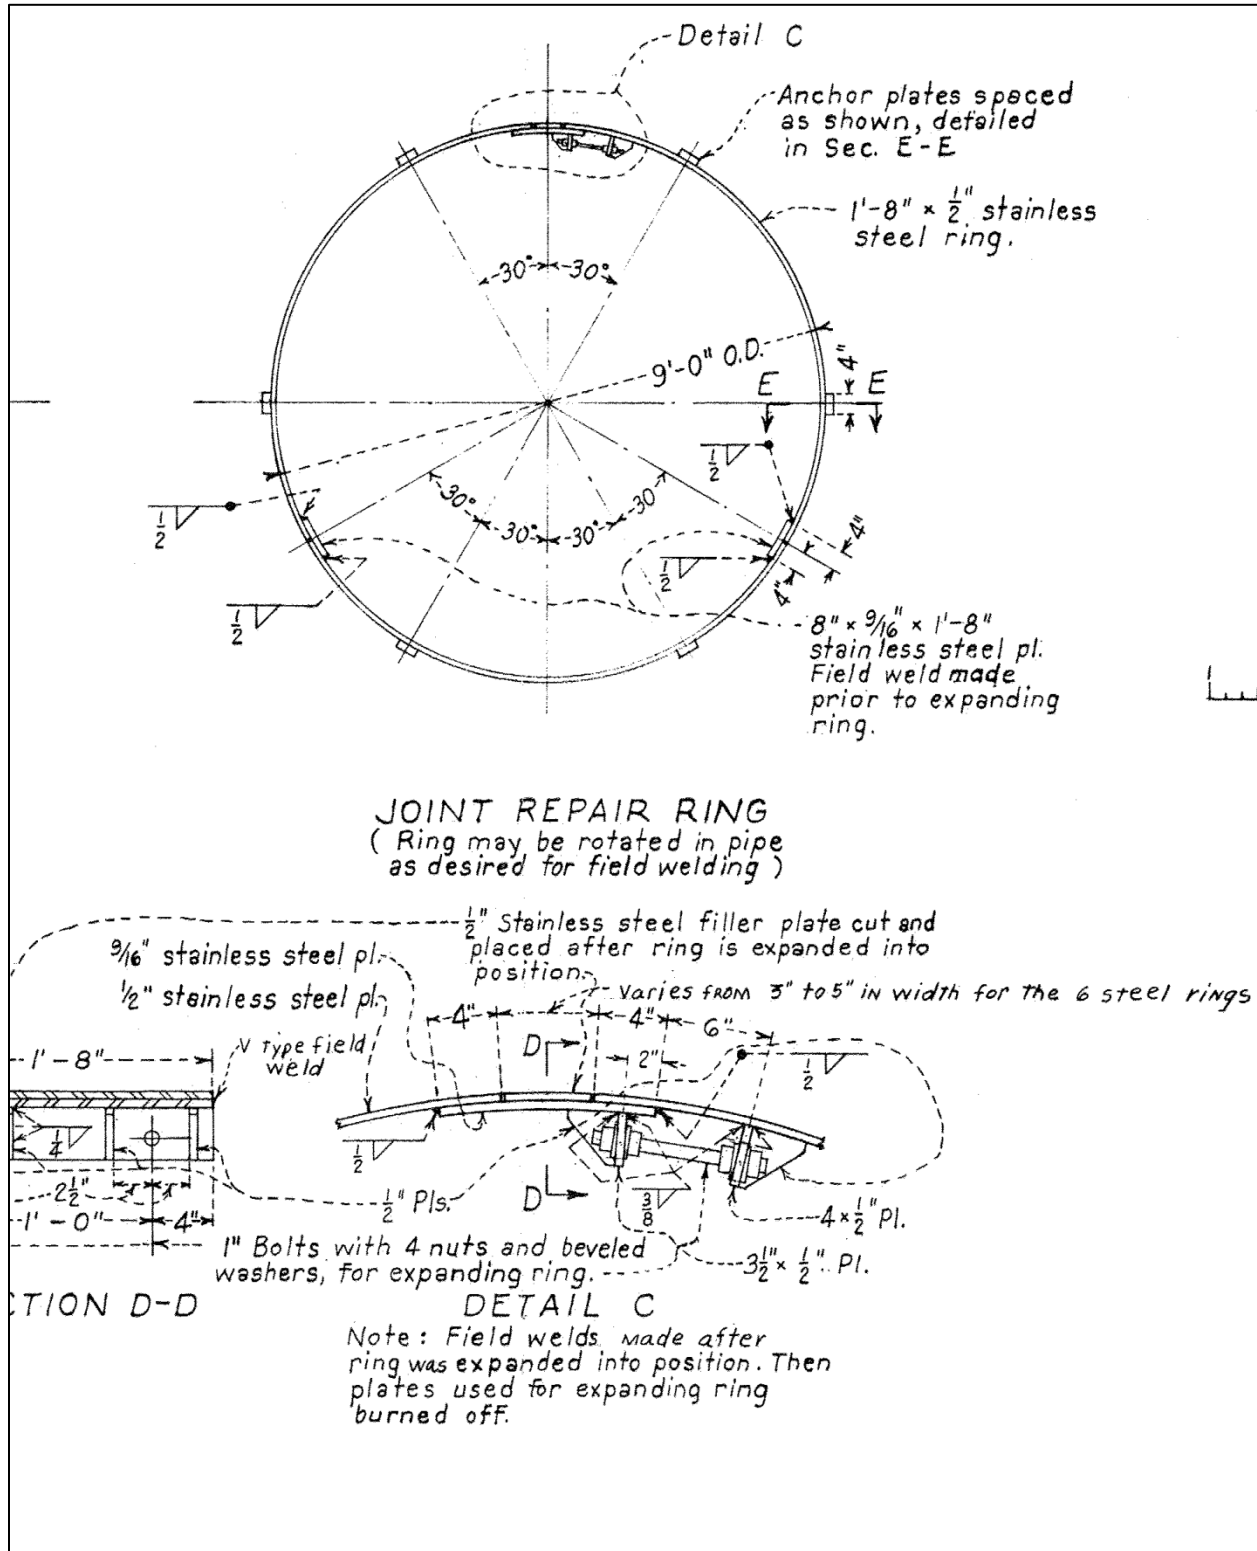 Detail C
Anchor plates spaced
as shown, detailed
in Sec. E-E
1'-8" × 1/2" stainless
steel ring.
30° 30°
9'-0" O.D.
4"
E E
1/2
30° 30° 30° 30
1/2
4"
1/2
4"
1/2
8" × 9/16" × 1'-8"
stainless steel pl.
Field weld made
prior to expanding
ring.
JOINT REPAIR RING
( Ring may be rotated in pipe
as desired for field welding )
1/2" Stainless steel filler plate cut and
placed after ring is expanded into
position.
9/16" stainless steel pl.
1/2" stainless steel pl.
Varies FROM 3" to 5" IN width for the 6 steel rings
4" 4" 6"
1'-8"
V type field
weld
D
2"
1/2
1/4
1/2
2 1/2"
1/2" Pls.
D
3/8
4 × 1/2" Pl.
1'-0" 4"
1" Bolts with 4 nuts and beveled
washers, for expanding ring.
3 1/2" × 1/2" Pl.
CTION D-D
DETAIL C
Note: Field welds made after
ring was expanded into position. Then
plates used for expanding ring
burned off.